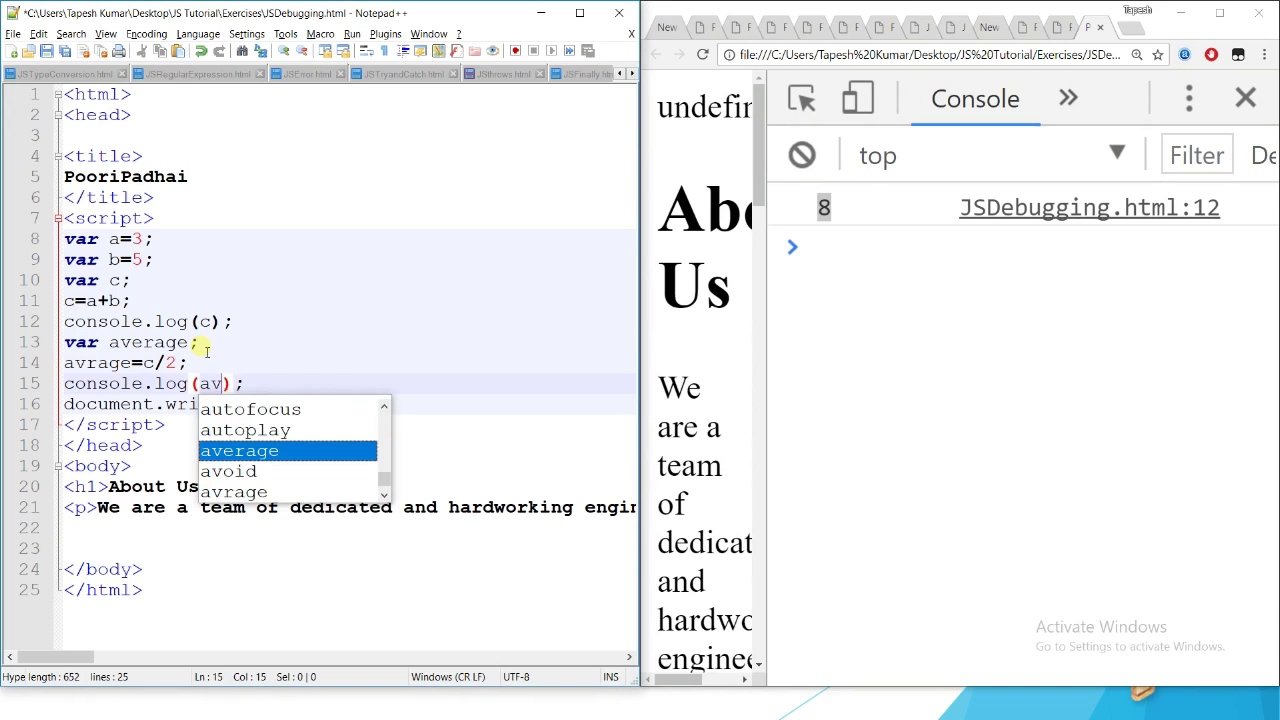 *C:\Users\Tapesh Kumar\Desktop\JS Tutorial\Exercises\JSDebugging.html - Notepad++
File Edit Search View Encoding Language Settings Tools Macro Run Plugins Window ? X
JSTypeConversion.html JSRegularExpression.html JSError.html JSTryandCatch.html JSthrows.html JSFinally.htm
1 <html>
2 <head>
3
4 <title>
5 PooriPadhai
6 </title>
7 <script>
8 var a=3;
9 var b=5;
10 var c;
11 c=a+b;
12 console.log(c);
13 var average;
14 avrage=c/2;
15 console.log(av);
16 document.wri
17 </script>
18 </head>
19 <body>
20 <h1>About Us
21 <p>We are a team of dedicated and hardworking engin
22
23
24 </body>
25 </html>
autofocus
autoplay
average
avoid
avrage
Hype length : 652 lines : 25 Ln : 15 Col : 15 Sel : 0 | 0 Windows (CR LF) UTF-8 INS
Tapesh
New F F F F J J New F F P
file:///C:/Users/Tapesh%20Kumar/Desktop/JS%20Tutorial/Exercises/JSDe...
undefin
Abo
Us
We
are a
team
of
dedicat
and
hardwo
enginee
Console
top Filter De
8 JSDebugging.html:12
Activate Windows
Go to Settings to activate Windows.